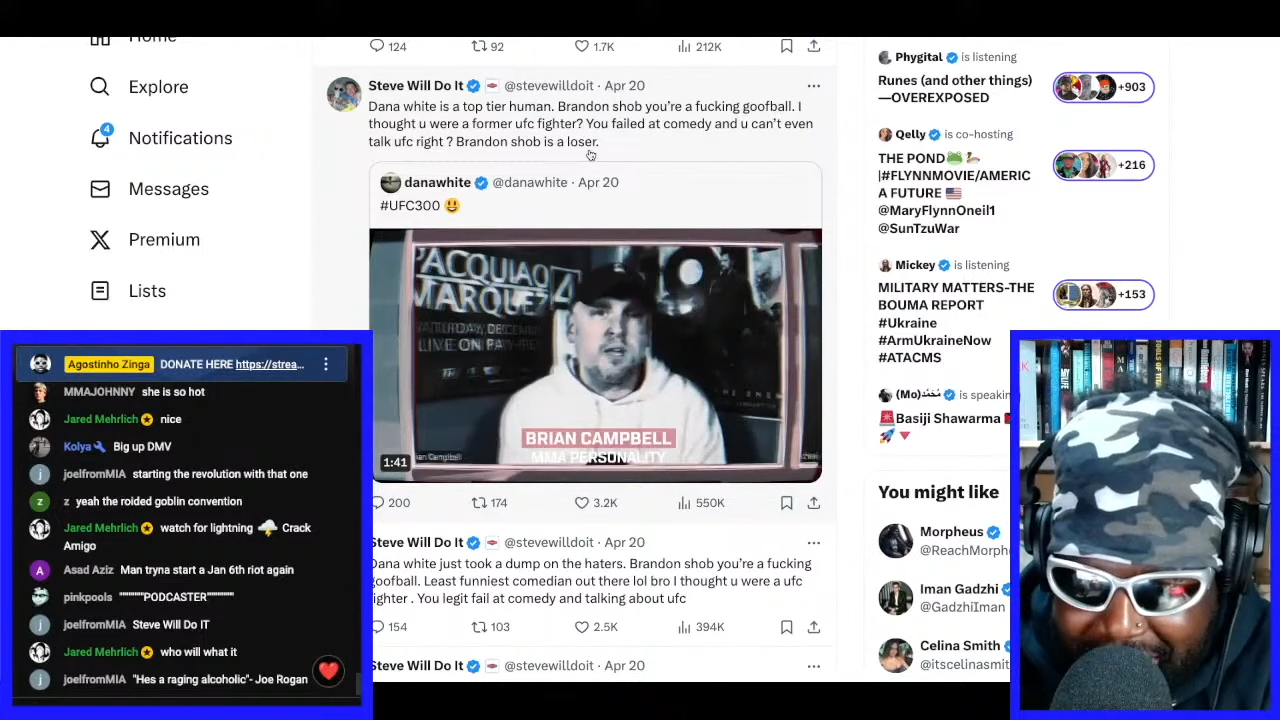 Home
Explore
4
Notifications
Messages
Premium
Lists
124 92 1.7K 212K
Steve Will Do It @stevewilldoit · Apr 20
Dana white is a top tier human. Brandon shob you're a fucking goofball. I
thought u were a former ufc fighter? You failed at comedy and u can't even
talk ufc right ? Brandon shob is a loser.
danawhite @danawhite · Apr 20
#UFC300 😃
ACQUIAO 4
MARQUEZ
SATURDAY, DE
LIVE ON PA
BRIAN CAMPBELL
MMA PERSONALITY
1:41
200 174 3.2K 550K
Steve Will Do It @stevewilldoit · Apr 20
Dana white just took a dump on the haters. Brandon shob you're a fucking
goofball. Least funniest comedian out there lol bro I thought u were a ufc
fighter . You legit fail at comedy and talking about ufc
154 103 2.5K 394K
Steve Will Do It @stevewilldoit · Apr 20
Phygital is listening
Runes (and other things)
—OVEREXPOSED
+903
Qelly is co-hosting
THE POND🐸🦆
|#FLYNNMOVIE/AMERIC
A FUTURE 🇺🇸
@MaryFlynnOneil1
@SunTzuWar
+216
Mickey is listening
MILITARY MATTERS-THE
BOUMA REPORT
#Ukraine
#ArmUkraineNow
#ATACMS
+153
(Mo)مُحَمَّد is speakin
🚨Basiji Shawarma
🚀🔻
You might like
Morpheus
@ReachMorph
Iman Gadzhi
@GadzhiIman
Celina Smith
@itscelinasmit
Agostinho Zinga DONATE HERE https://strea...
MMAJOHNNY she is so hot
Jared Mehrlich nice
Kolya Big up DMV
joelfromMIA starting the revolution with that one
z yeah the roided goblin convention
Jared Mehrlich watch for lightning 🌩️ Crack
Amigo
Asad Aziz Man tryna start a Jan 6th riot again
pinkpools """""""PODCASTER"""""""
joelfromMIA Steve Will Do IT
Jared Mehrlich who will what it
joelfromMIA "Hes a raging alcoholic"- Joe Rogan